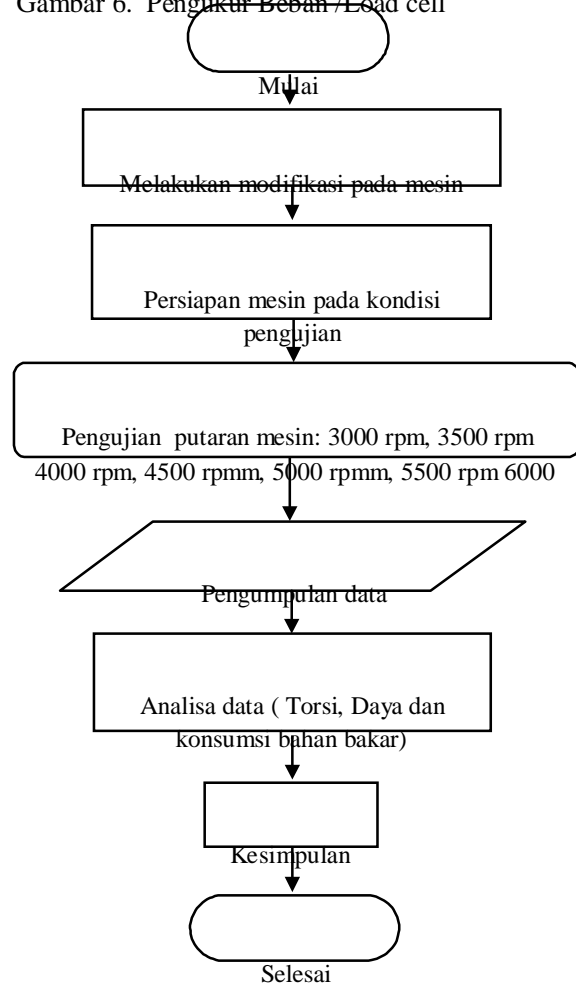 Gambar 6. Pengukur Beban /Load cell
Mulai
Melakukan modifikasi pada mesin
Persiapan mesin pada kondisi
pengujian
Pengujian putaran mesin: 3000 rpm, 3500 rpm
4000 rpm, 4500 rpmm, 5000 rpmm, 5500 rpm 6000
Pengumpulan data
Analisa data ( Torsi, Daya dan
konsumsi bahan bakar)
Kesimpulan
Selesai